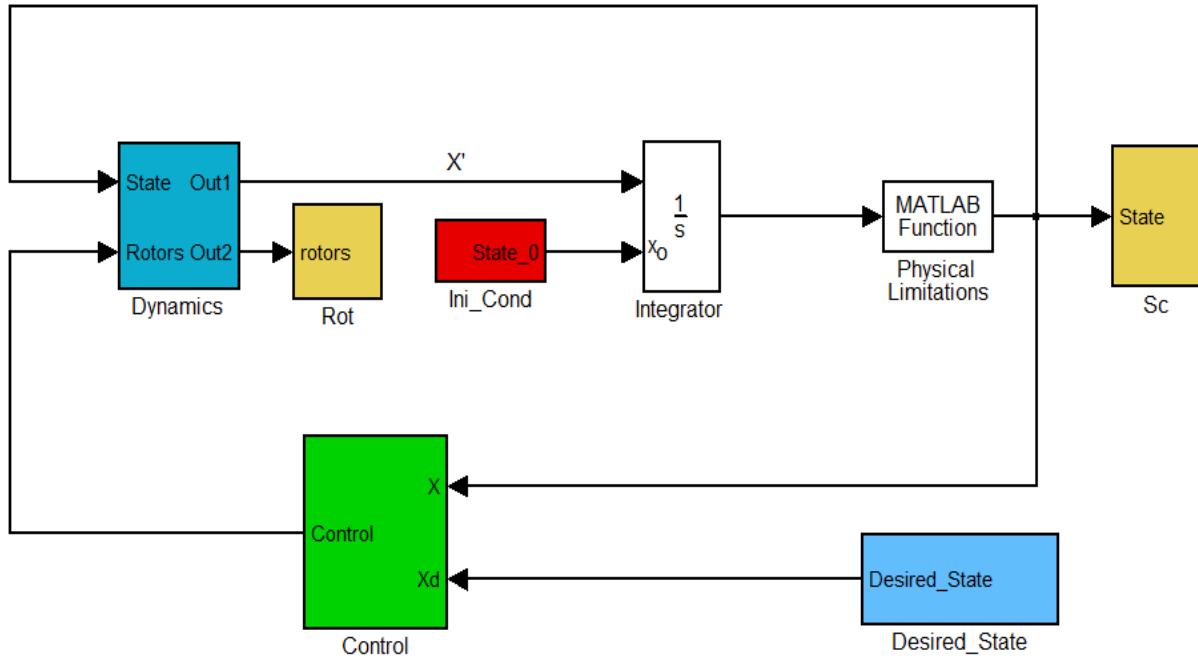 X'
State Out1
Rotors Out2
Dynamics
rotors
Rot
State_0
Ini_Cond
1
s
xo
Integrator
MATLAB
Function
Physical
Limitations
State
Sc
X
Control
Xd
Control
Desired_State
Desired_State